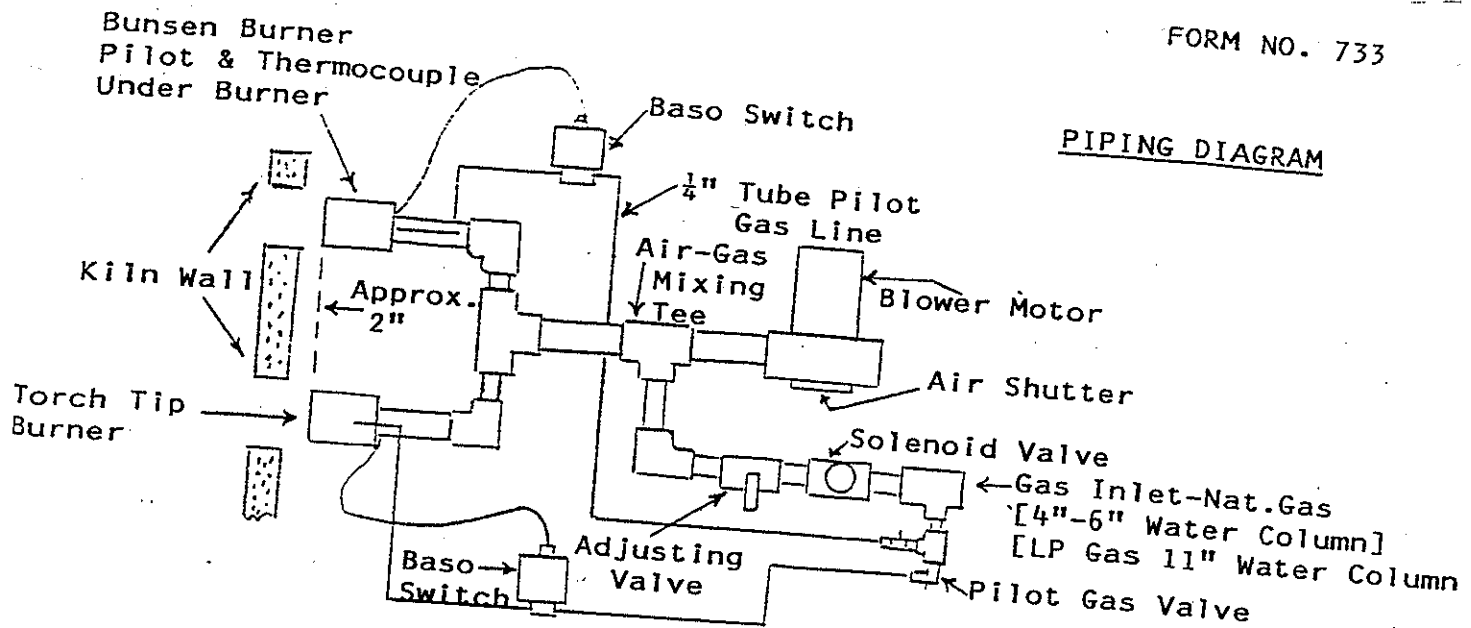 FORM NO. 733
PIPING DIAGRAM
Bunsen Burner
Pilot & Thermocouple
Under Burner
Baso Switch
¼" Tube Pilot
Gas Line
Air-Gas
Mixing
Tee
Blower Motor
Kiln Wall
Approx.
2"
Air Shutter
Torch Tip
Burner
Solenoid Valve
Gas Inlet-Nat.Gas
[4"-6" Water Column]
[LP Gas 11" Water Column
Adjusting
Valve
Baso
Switch
Pilot Gas Valve